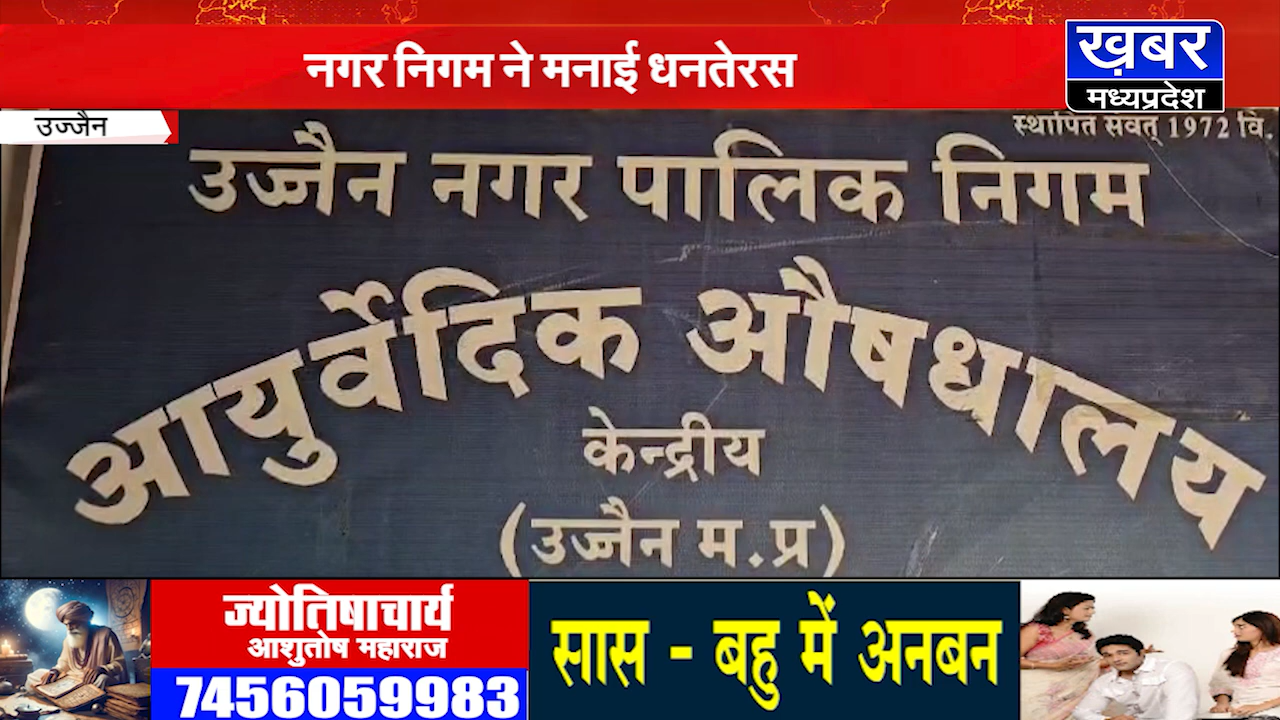 नगर निगम ने मनाई धनतेरस
ख़बर
मध्यप्रदेश
उज्जैन
स्थापित संवत् 1972 वि.
उज्जैन नगर पालिक निगम
आयुर्वेदिक औषधालय
केन्द्रीय
(उज्जैन म.प्र)
ज्योतिषाचार्य
आशुतोष महाराज
7456059983
सास - बहु में अनबन